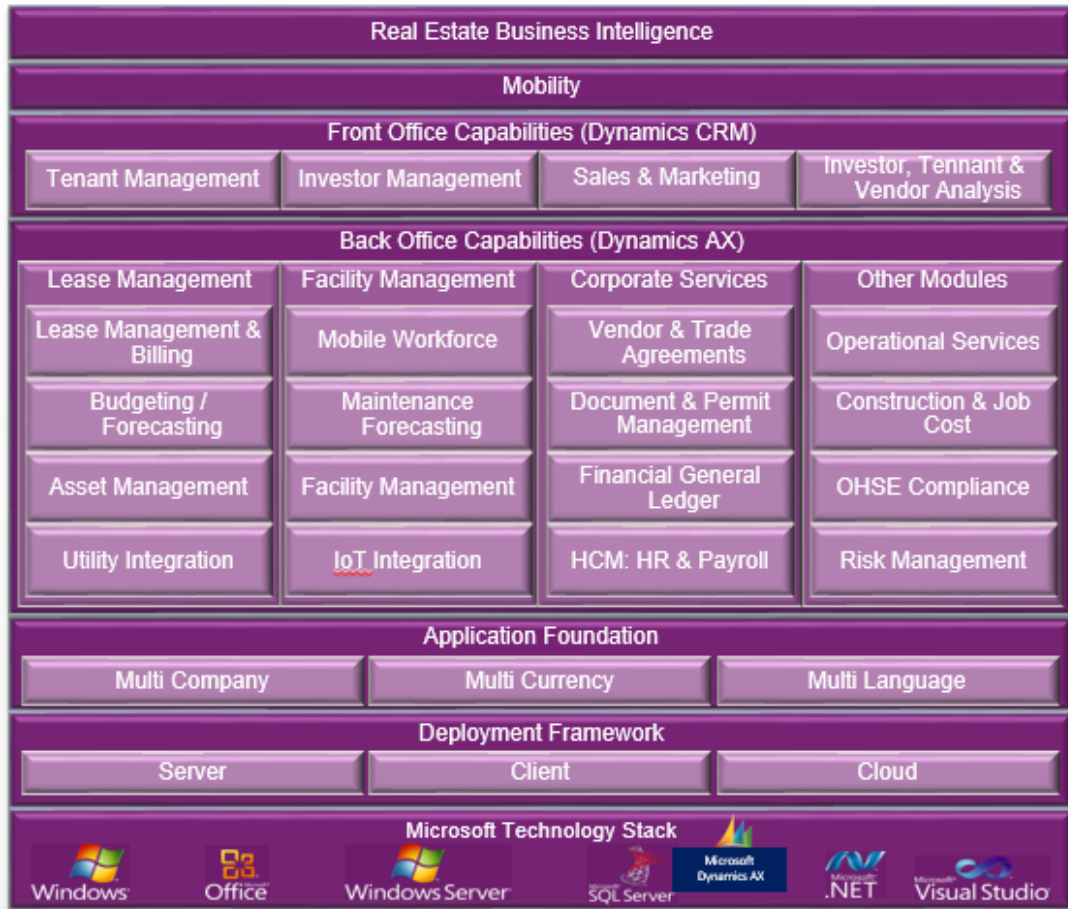 Real Estate Business Intelligence
Mobility
Front Office Capabilities (Dynamics CRM)
Tenant Management
Investor Management
Sales & Marketing
Investor, Tennant &
Vendor Analysis
Back Office Capabilities (Dynamics AX)
Lease Management
Facility Management
Corporate Services
Other Modules
Lease Management &
Billing
Mobile Workforce
Vendor & Trade
Agreements
Operational Services
Budgeting /
Forecasting
Maintenance
Forecasting
Document & Permit
Management
Construction & Job
Cost
Asset Management
Facility Management
Financial General
Ledger
OHSE Compliance
Utility Integration
IoT Integration
HCM: HR & Payroll
Risk Management
Application Foundation
Multi Company
Multi Currency
Multi Language
Deployment Framework
Server
Client
Cloud
Microsoft Technology Stack
Windows
Office
Windows Server
Microsoft
SQL Server
Microsoft
Dynamics AX
Microsoft
.NET
Microsoft
Visual Studio